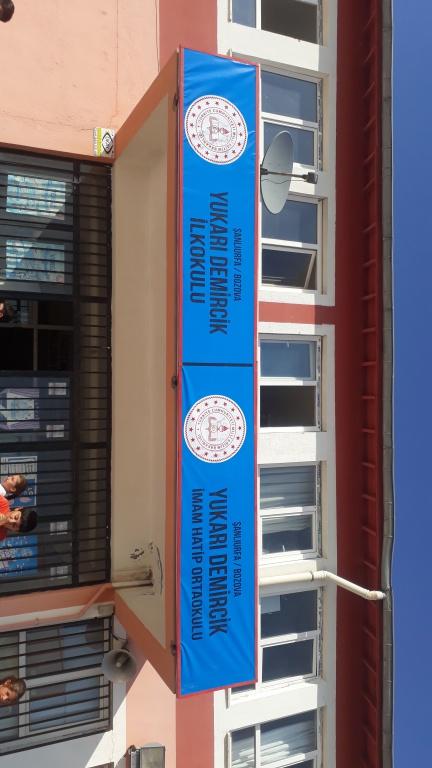 ŞANLIURFA / BOZOVA
YUKARI DEMİRCİK
İLKOKULU
ŞANLIURFA / BOZOVA
YUKARI DEMİRCİK
İMAM HATİP ORTAOKULU